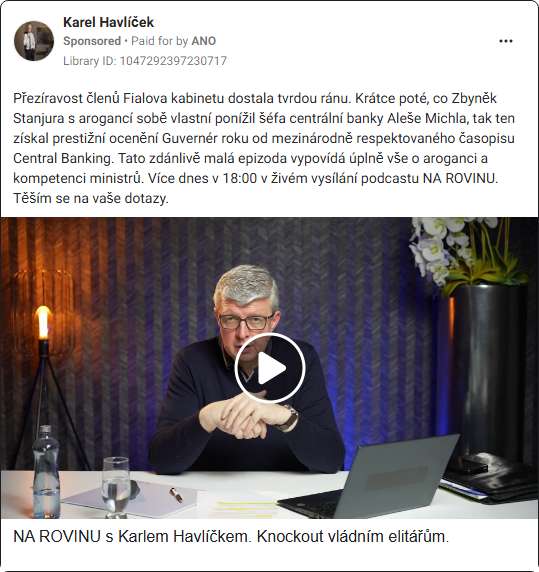 Karel Havlíček
Sponsored • Paid for by ANO
Library ID: 1047292397230717
Přezíravost členů Fialova kabinetu dostala tvrdou ránu. Krátce poté, co Zbyněk
Stanjura s arogancí sobě vlastní ponížil šéfa centrální banky Aleše Michla, tak ten
získal prestižní ocenění Guvernér roku od mezinárodně respektovaného časopisu
Central Banking. Tato zdánlivě malá epizoda vypovídá úplně vše o aroganci a
kompetenci ministrů. Více dnes v 18:00 v živém vysílání podcastu NA ROVINU.
Těším se na vaše dotazy.
NA ROVINU s Karlem Havlíčkem. Knockout vládním elitářům.